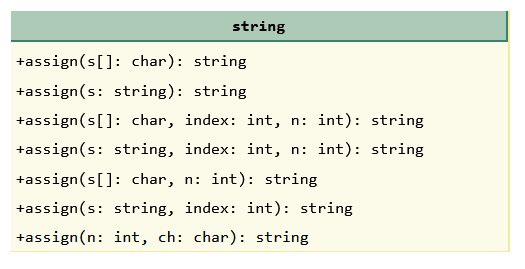 string
+assign(s[]: char): string
+assign(s: string): string
+assign(s[]: char, index: int, n: int): string
+assign(s: string, index: int, n: int): string
+assign(s[]: char, n: int): string
+assign(s: string, index: int): string
+assign(n: int, ch: char): string